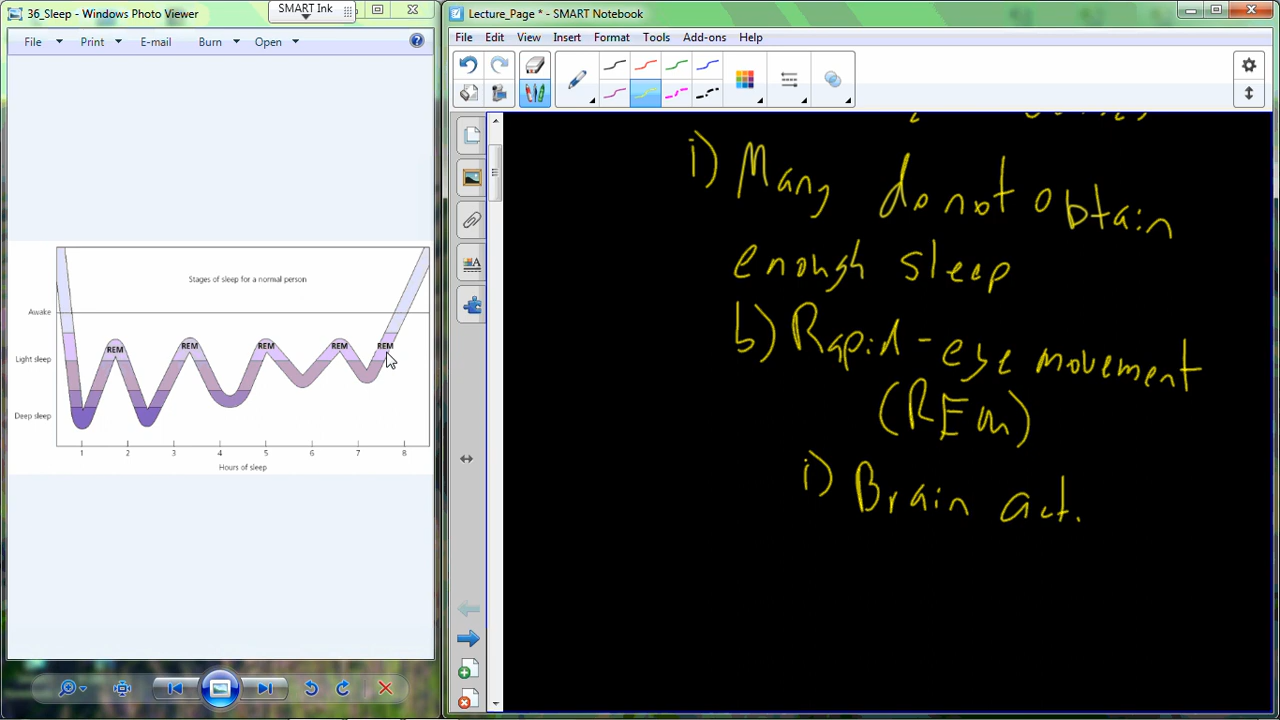 36_Sleep - Windows Photo Viewer
SMART Ink
File Print E-mail Burn Open
Stages of sleep for a normal person
Awake
REM REM REM REM REM
Light sleep
Deep sleep
1 2 3 4 5 6 7 8
Hours of sleep
Lecture_Page * - SMART Notebook
File Edit View Insert Format Tools Add-ons Help
i) Many do not obtain
enough sleep
b) Rapid-eye movement
(REM)
i) Brain act.